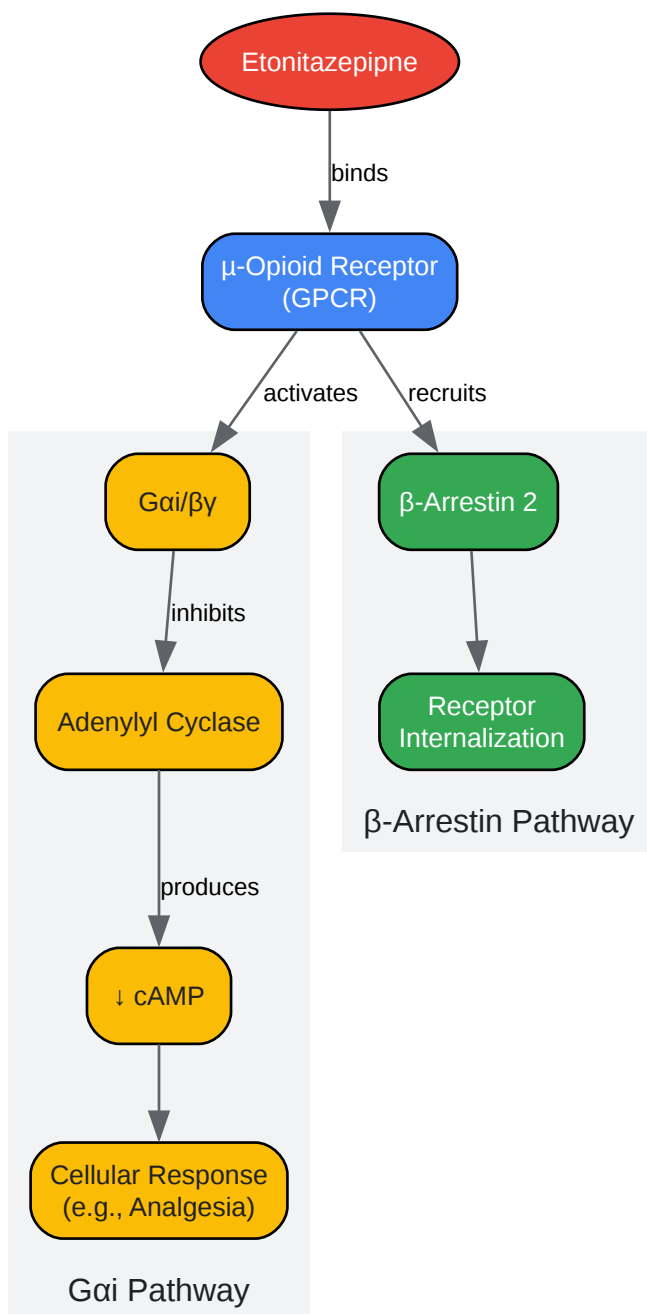 Etonitazepipne
binds
µ-Opioid Receptor
(GPCR)
activates
recruits
Gαi/βγ
β-Arrestin 2
inhibits
Adenylyl Cyclase
Receptor
Internalization
β-Arrestin Pathway
produces
↓ cAMP
Cellular Response
(e.g., Analgesia)
Gαi Pathway